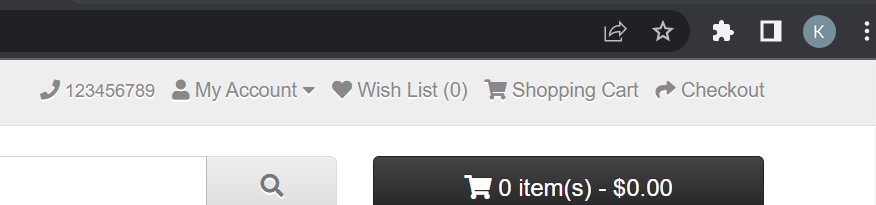 K
123456789 My Account Wish List (0) Shopping Cart Checkout
0 item(s) - $0.00